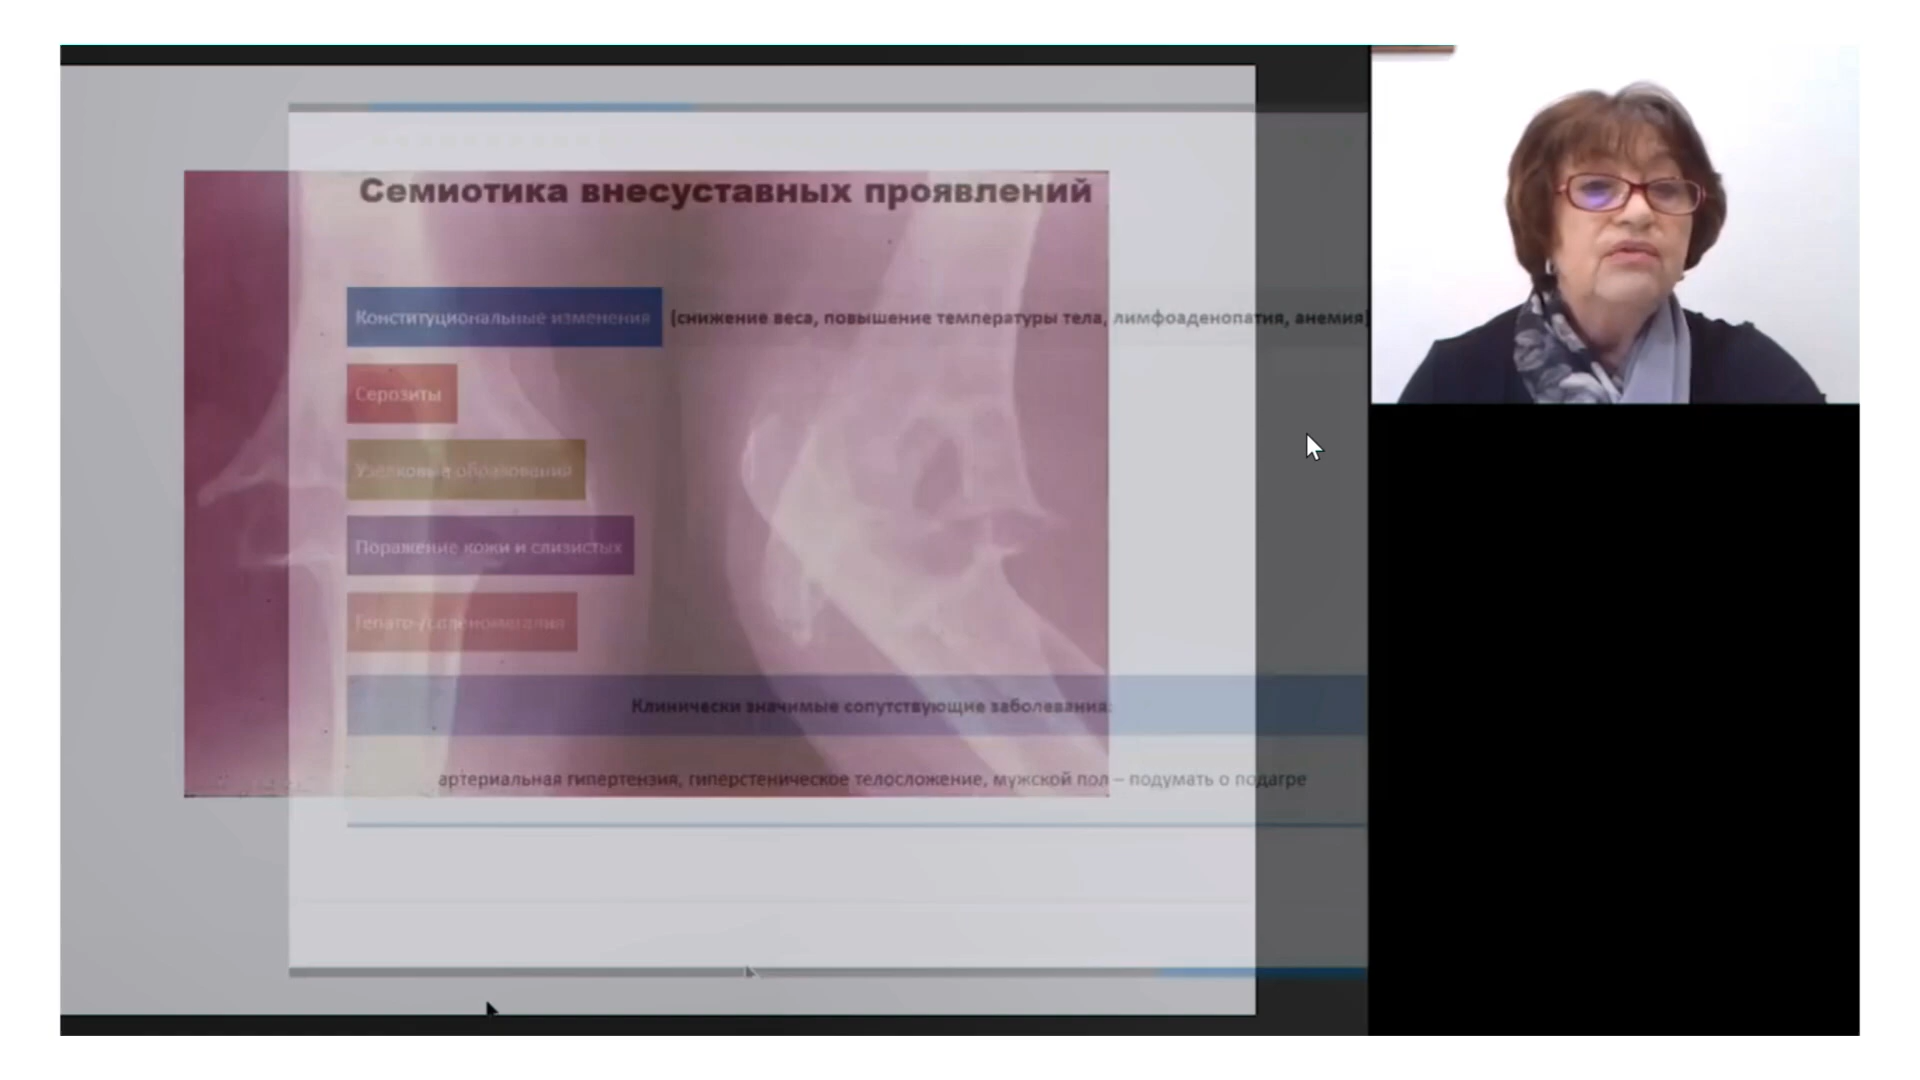 Семиотика внесуставных проявлений
Конституциональные изменения (снижение веса, повышение температуры тела, лимфоаденопатия, анемия)
Серозиты
Узелковые образования
Поражение кожи и слизистых
Гепато-/спленомегалия
Клинически значимые сопутствующие заболевания:
артериальная гипертензия, гиперстеническое телосложение, мужской пол – подумать о подагре